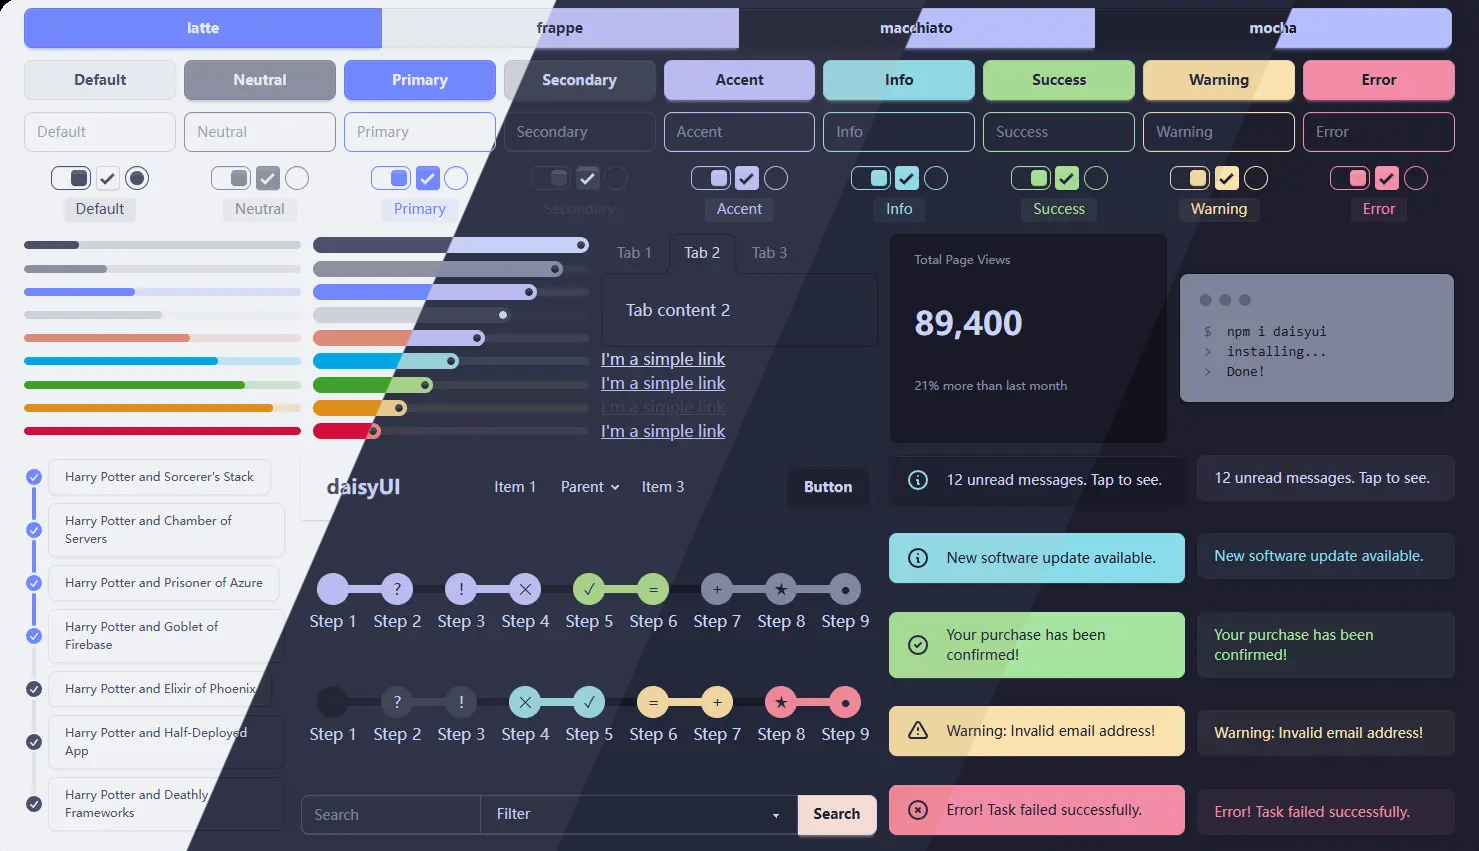 latte frappe macchiato mocha
Default Neutral Primary Secondary Accent Info Success Warning Error
Default Neutral Primary Secondary Accent Info Success Warning Error
Default Neutral Primary Secondary Accent Info Success Warning Error
Tab 1 Tab 2 Tab 3
Tab content 2
I'm a simple link
I'm a simple link
I'm a simple link
I'm a simple link
Total Page Views
89,400
21% more than last month
$ npm i daisyui
> installing...
> Done!
Harry Potter and Sorcerer's Stack
Harry Potter and Chamber of
Servers
Harry Potter and Prisoner of Azure
Harry Potter and Goblet of
Firebase
Harry Potter and Elixir of Phoenix
Harry Potter and Half-Deployed
App
Harry Potter and Deathly
Frameworks
daisyUI Item 1 Parent Item 3 Button
? ! ✕ ✓ = + ★ ●
Step 1 Step 2 Step 3 Step 4 Step 5 Step 6 Step 7 Step 8 Step 9
? ! ✕ ✓ = + ★ ●
Step 1 Step 2 Step 3 Step 4 Step 5 Step 6 Step 7 Step 8 Step 9
Search Filter Search
12 unread messages. Tap to see.
New software update available.
Your purchase has been
confirmed!
Warning: Invalid email address!
Error! Task failed successfully.
12 unread messages. Tap to see.
New software update available.
Your purchase has been
confirmed!
Warning: Invalid email address!
Error! Task failed successfully.